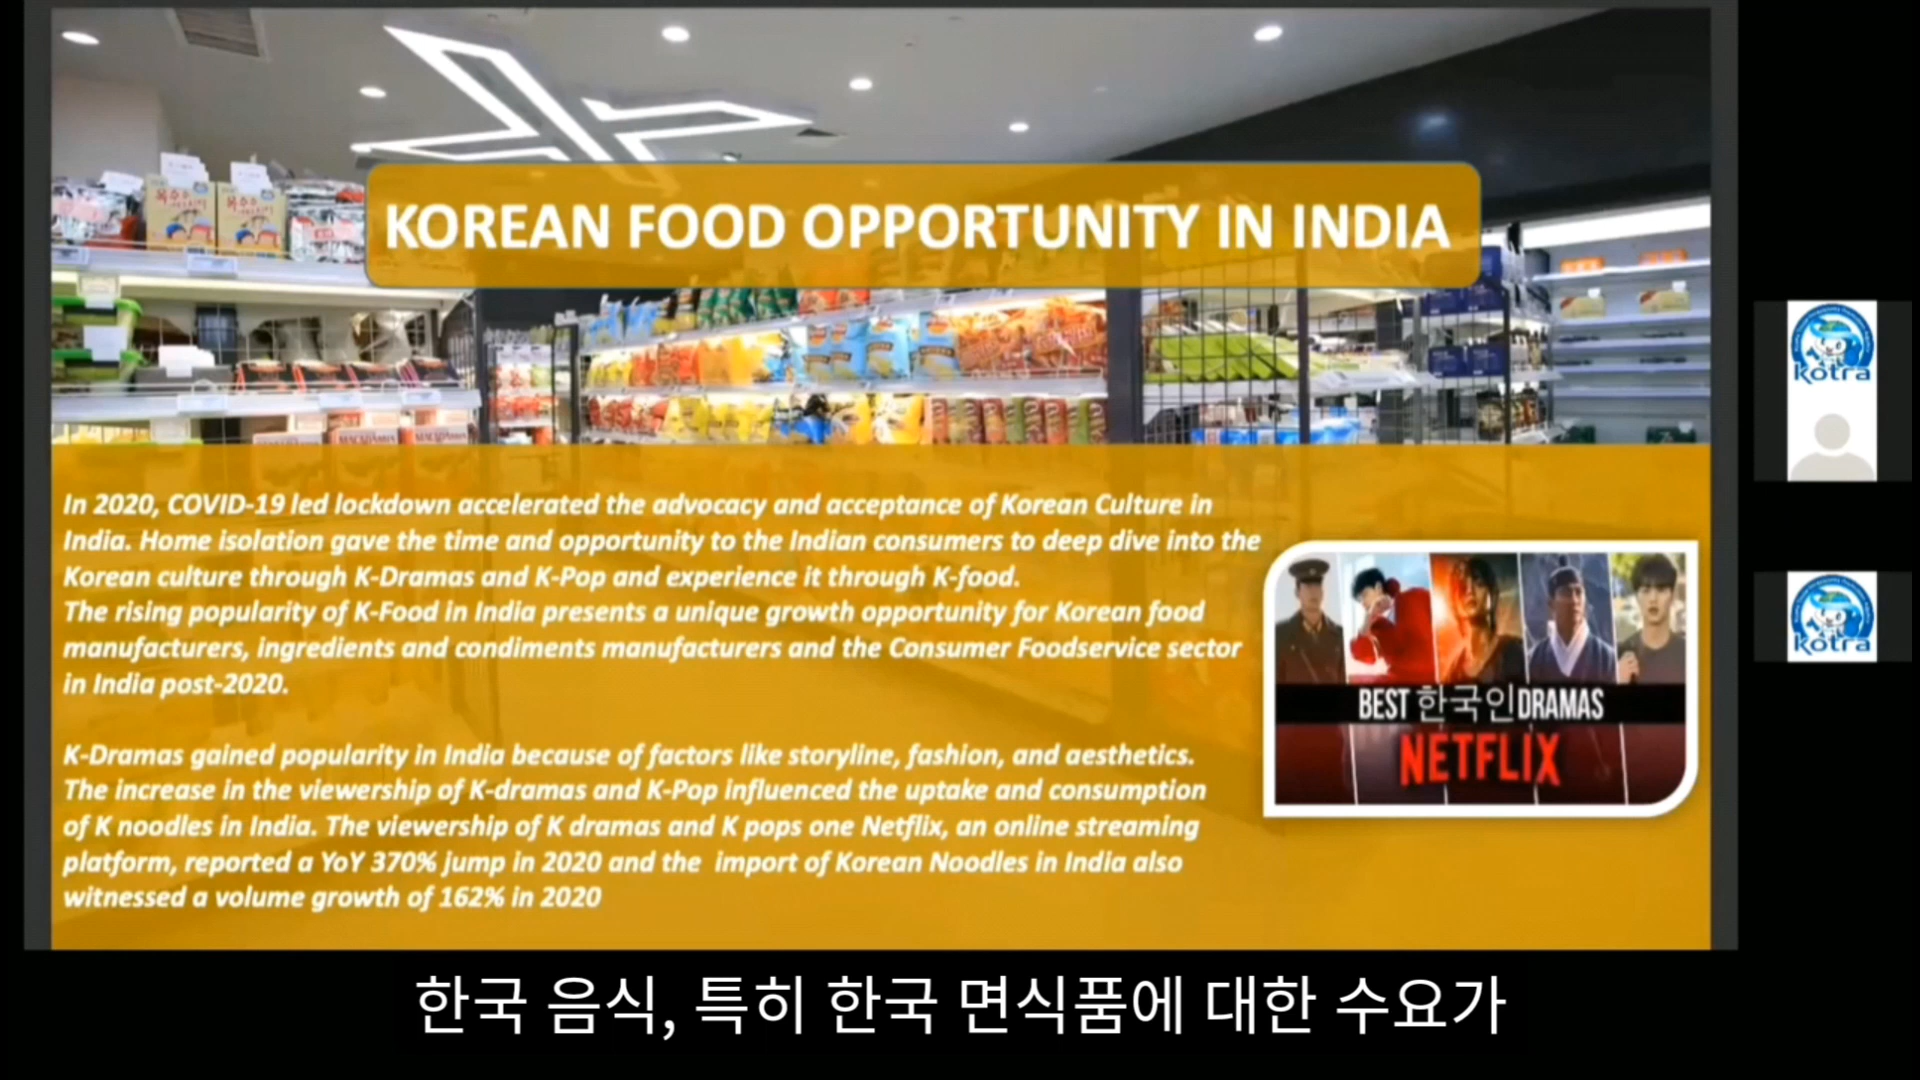 KOREAN FOOD OPPORTUNITY IN INDIA
In 2020, COVID-19 led lockdown accelerated the advocacy and acceptance of Korean Culture in
India. Home isolation gave the time and opportunity to the Indian consumers to deep dive into the
Korean culture through K-Dramas and K-Pop and experience it through K-food.
The rising popularity of K-Food in India presents a unique growth opportunity for Korean food
manufacturers, ingredients and condiments manufacturers and the Consumer Foodservice sector
in India post-2020.
K-Dramas gained popularity in India because of factors like storyline, fashion, and aesthetics.
The increase in the viewership of K-dramas and K-Pop influenced the uptake and consumption
of K noodles in India. The viewership of K dramas and K pops one Netflix, an online streaming
platform, reported a YoY 370% jump in 2020 and the import of Korean Noodles in India also
witnessed a volume growth of 162% in 2020
BEST 한국인DRAMAS
NETFLIX
kotra
kotra
한국 음식, 특히 한국 면식품에 대한 수요가